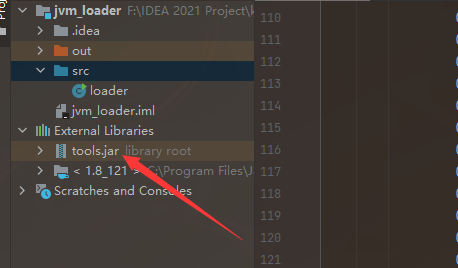 Pro
jvm_loader F:\IDEA 2021 Project\
.idea
out
src
loader
jvm_loader.iml
External Libraries
tools.jar library root
< 1.8_121 > C:\Program Files\
Scratches and Consoles
110
111
112
113
114
115
116
117
118
119
120
121